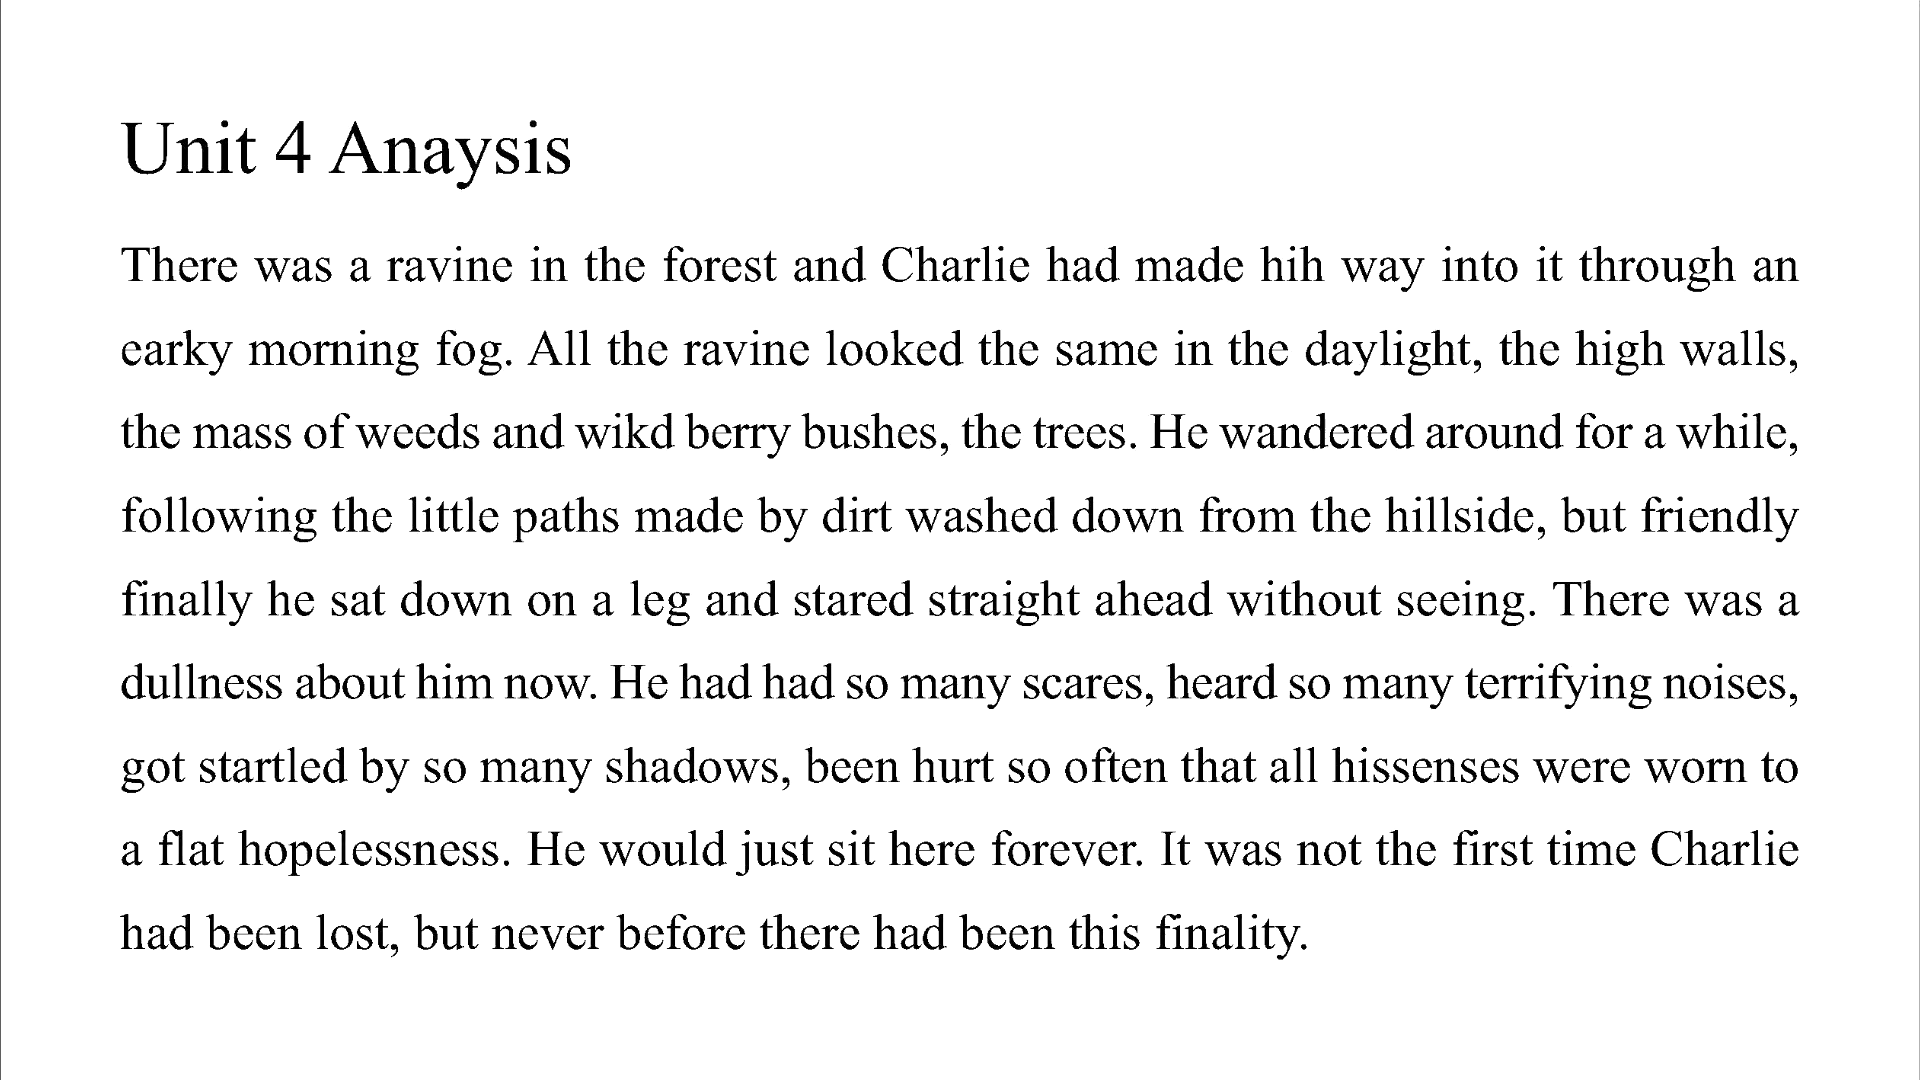 Unit 4 Anaysis
There was a ravine in the forest and Charlie had made hih way into it through an
earky morning fog. All the ravine looked the same in the daylight, the high walls,
the mass of weeds and wikd berry bushes, the trees. He wandered around for a while,
following the little paths made by dirt washed down from the hillside, but friendly
finally he sat down on a leg and stared straight ahead without seeing. There was a
dullness about him now. He had had so many scares, heard so many terrifying noises,
got startled by so many shadows, been hurt so often that all hissenses were worn to
a flat hopelessness. He would just sit here forever. It was not the first time Charlie
had been lost, but never before there had been this finality.